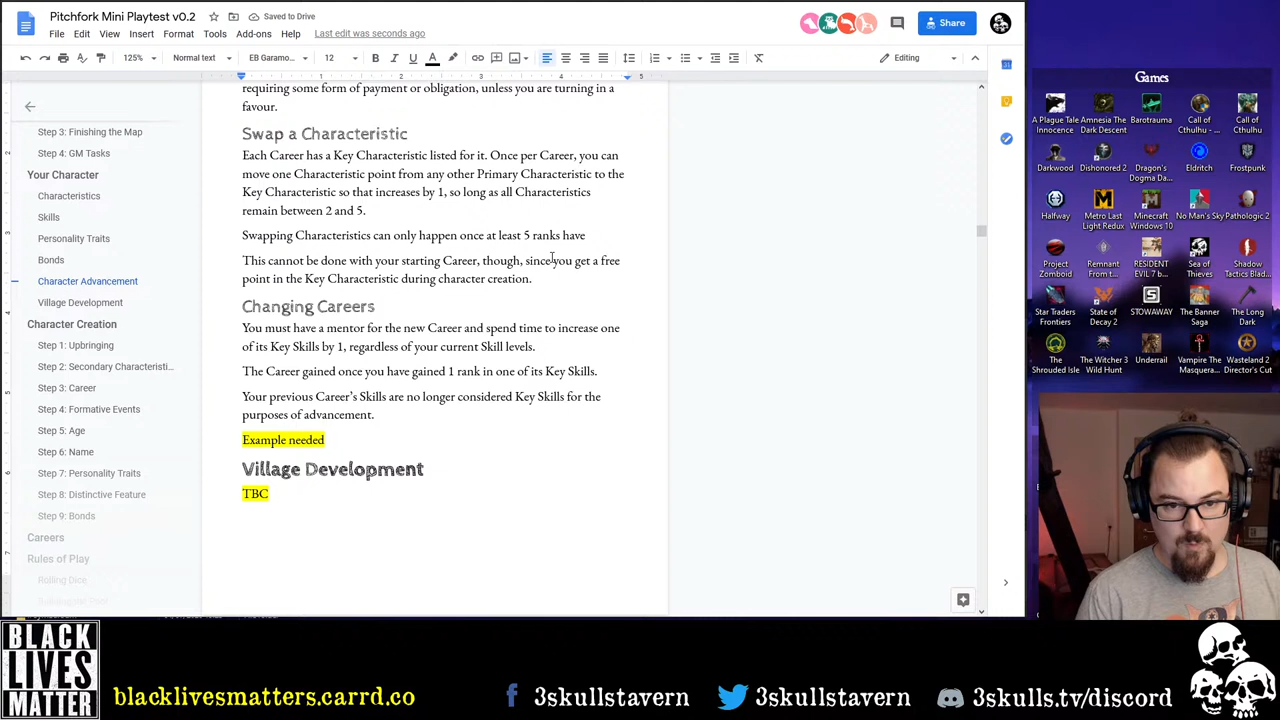 Pitchfork Mini Playtest v0.2
Saved to Drive
File Edit View Insert Format Tools Add-ons Help Last edit was seconds ago
Share
125% Normal text EB Garamo... 12 Editing
Step 3: Finishing the Map
Step 4: GM Tasks
Your Character
Characteristics
Skills
Personality Traits
Bonds
Character Advancement
Village Development
Character Creation
Step 1: Upbringing
Step 2: Secondary Characteristi...
Step 3: Career
Step 4: Formative Events
Step 5: Age
Step 6: Name
Step 7: Personality Traits
Step 8: Distinctive Feature
Step 9: Bonds
Careers
Rules of Play
Rolling Dice
requiring some form of payment or obligation, unless you are turning in a
favour.
Swap a Characteristic
Each Career has a Key Characteristic listed for it. Once per Career, you can
move one Characteristic point from any other Primary Characteristic to the
Key Characteristic so that increases by 1, so long as all Characteristics
remain between 2 and 5.
Swapping Characteristics can only happen once at least 5 ranks have
This cannot be done with your starting Career, though, since you get a free
point in the Key Characteristic during character creation.
Changing Careers
You must have a mentor for the new Career and spend time to increase one
of its Key Skills by 1, regardless of your current Skill levels.
The Career gained once you have gained 1 rank in one of its Key Skills.
Your previous Career's Skills are no longer considered Key Skills for the
purposes of advancement.
Example needed
Village Development
TBC
Games
A Plague Tale Innocence
Amnesia The Dark Descent
Barotrauma
Call of Cthulhu - ...
Call of Cthulhu
Darkwood
Dishonored 2
Dragon's Dogma Da...
Eldritch
Frostpunk
Halfway
Metro Last Light Redux
Minecraft Windows 10
No Man's Sky
Pathologic 2
Project Zomboid
Remnant From t...
RESIDENT EVIL 7 b...
Sea of Thieves
Shadow Tactics Blad...
Star Traders Frontiers
State of Decay 2
STOWAWAY
The Banner Saga
The Long Dark
The Shrouded Isle
The Witcher 3 Wild Hunt
Underrail
Vampire The Masquera...
Wasteland 2 Director's Cut
BLACK
LIVES
MATTER
blacklivesmatters.carrd.co
3skullstavern
3skullstavern
3skulls.tv/discord